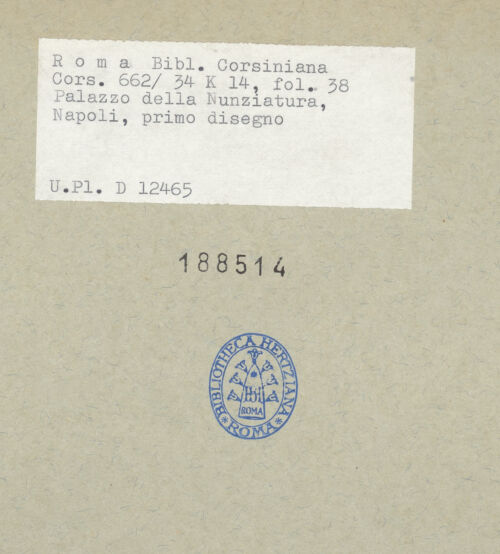 Roma Bibl. Corsiniana
Cors. 662/ 34 K 14, fol. 38
Palazzo della Nunziatura,
Napoli, primo disegno
U.Pl. D 12465
188514
BIBLIOTHECA HERTZIANA
ROMA
* ROMA *